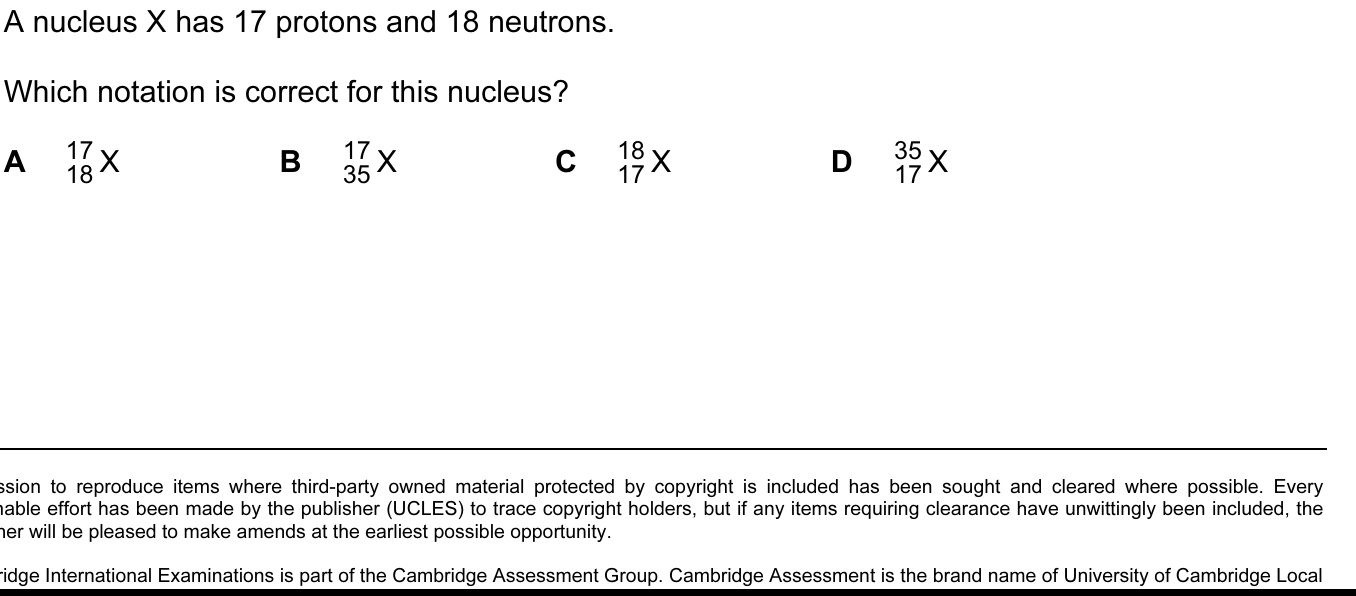 A nucleus X has 17 protons and 18 neutrons.
Which notation is correct for this nucleus?
A 17 18 X B 17 35 X C 18 17 X D 35 17 X
ssion to reproduce items where third-party owned material protected by copyright is included has been sought and cleared where possible. Every
nable effort has been made by the publisher (UCLES) to trace copyright holders, but if any items requiring clearance have unwittingly been included, the
her will be pleased to make amends at the earliest possible opportunity.
ridge International Examinations is part of the Cambridge Assessment Group. Cambridge Assessment is the brand name of University of Cambridge Local